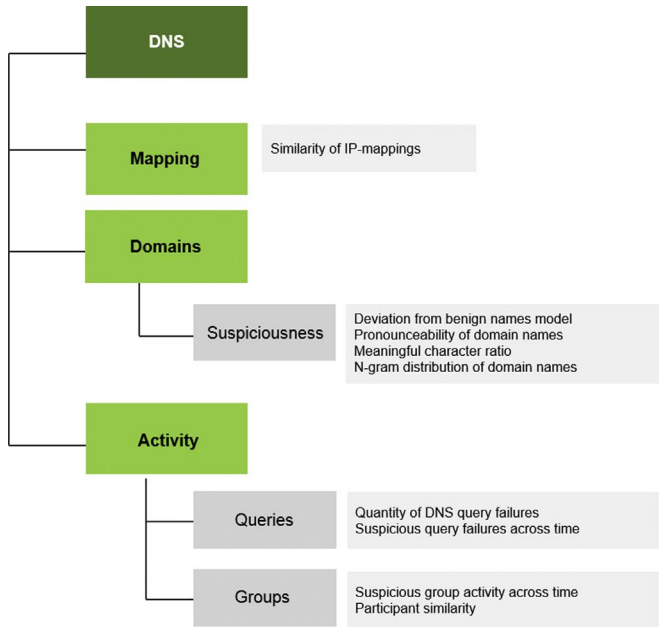 DNS
Mapping
Similarity of IP-mappings
Domains
Suspiciousness
Deviation from benign names model
Pronounceability of domain names
Meaningful character ratio
N-gram distribution of domain names
Activity
Queries
Quantity of DNS query failures
Suspicious query failures across time
Groups
Suspicious group activity across time
Participant similarity